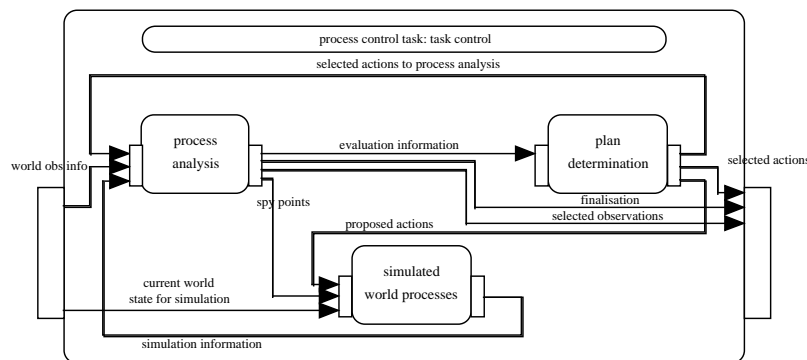 process control task: task control
selected actions to process analysis
process
analysis
evaluation information
plan
determination
world obs info
selected actions
spy points
finalisation
selected observations
proposed actions
simulated
world processes
current world
state for simulation
simulation information